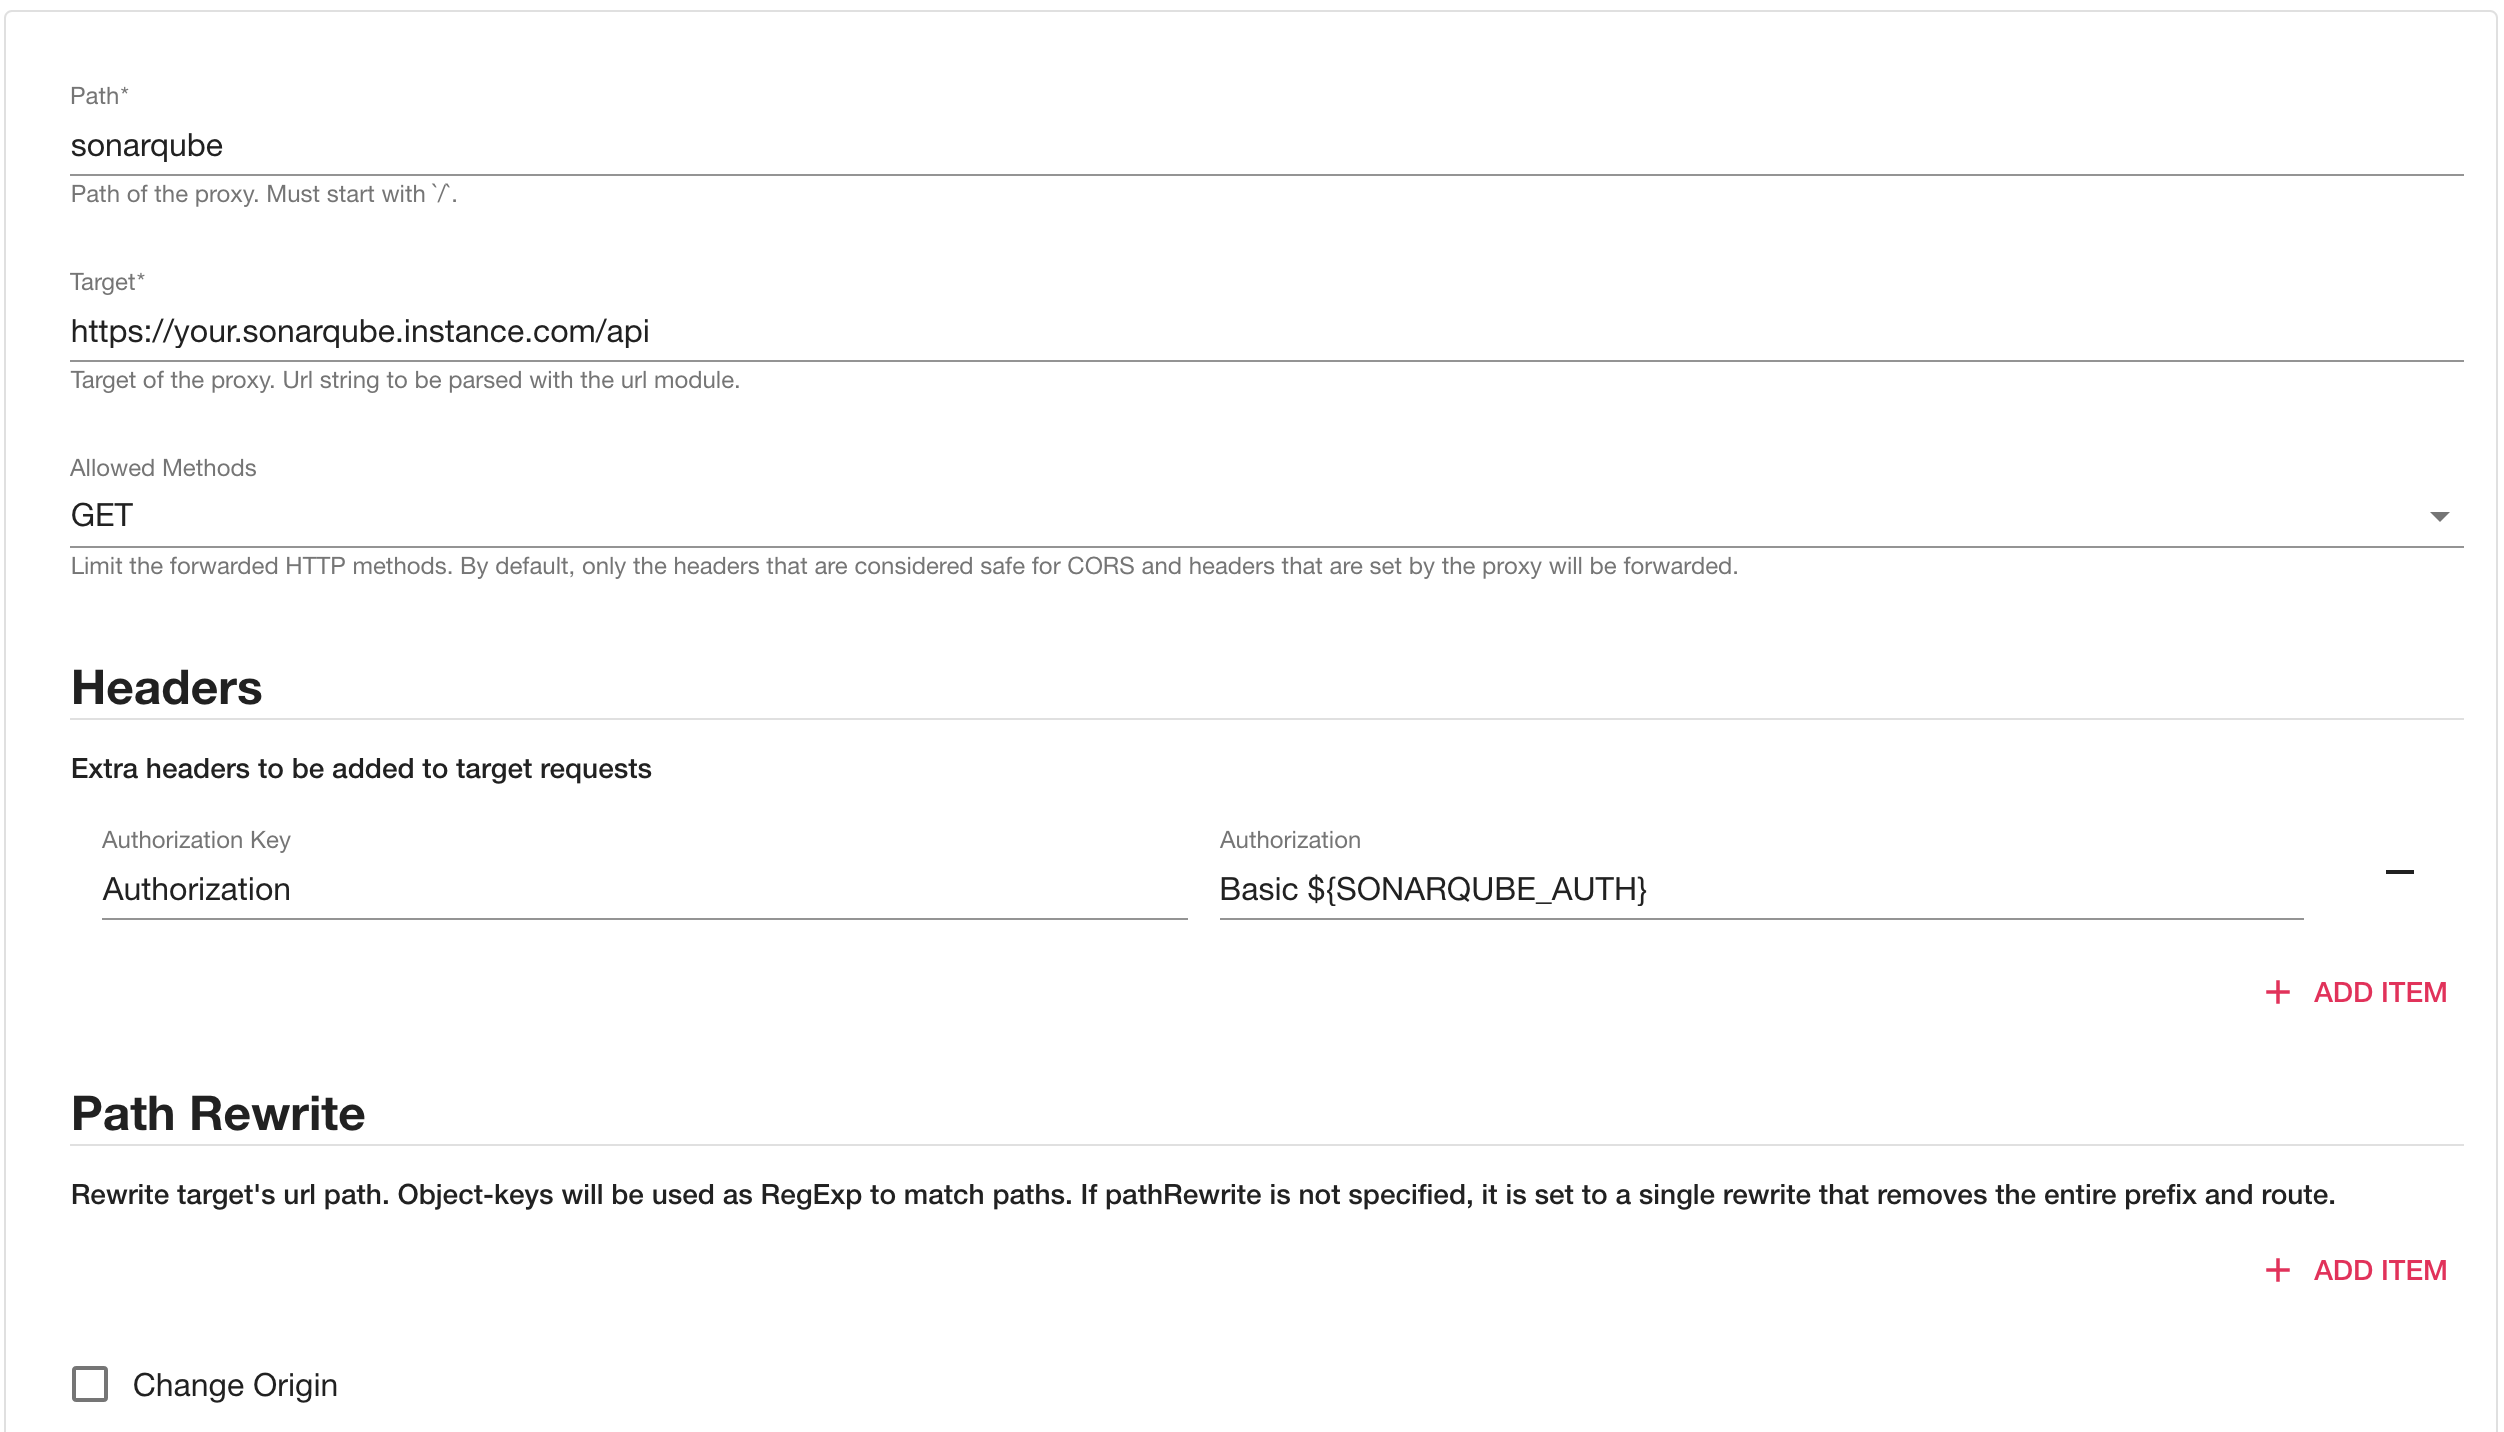 Path*
sonarqube
Path of the proxy. Must start with `/`.
Target*
https://your.sonarqube.instance.com/api
Target of the proxy. Url string to be parsed with the url module.
Allowed Methods
GET
Limit the forwarded HTTP methods. By default, only the headers that are considered safe for CORS and headers that are set by the proxy will be forwarded.
Headers
Extra headers to be added to target requests
Authorization Key
Authorization
Authorization
Basic ${SONARQUBE_AUTH}
+ ADD ITEM
Path Rewrite
Rewrite target's url path. Object-keys will be used as RegExp to match paths. If pathRewrite is not specified, it is set to a single rewrite that removes the entire prefix and route.
+ ADD ITEM
Change Origin